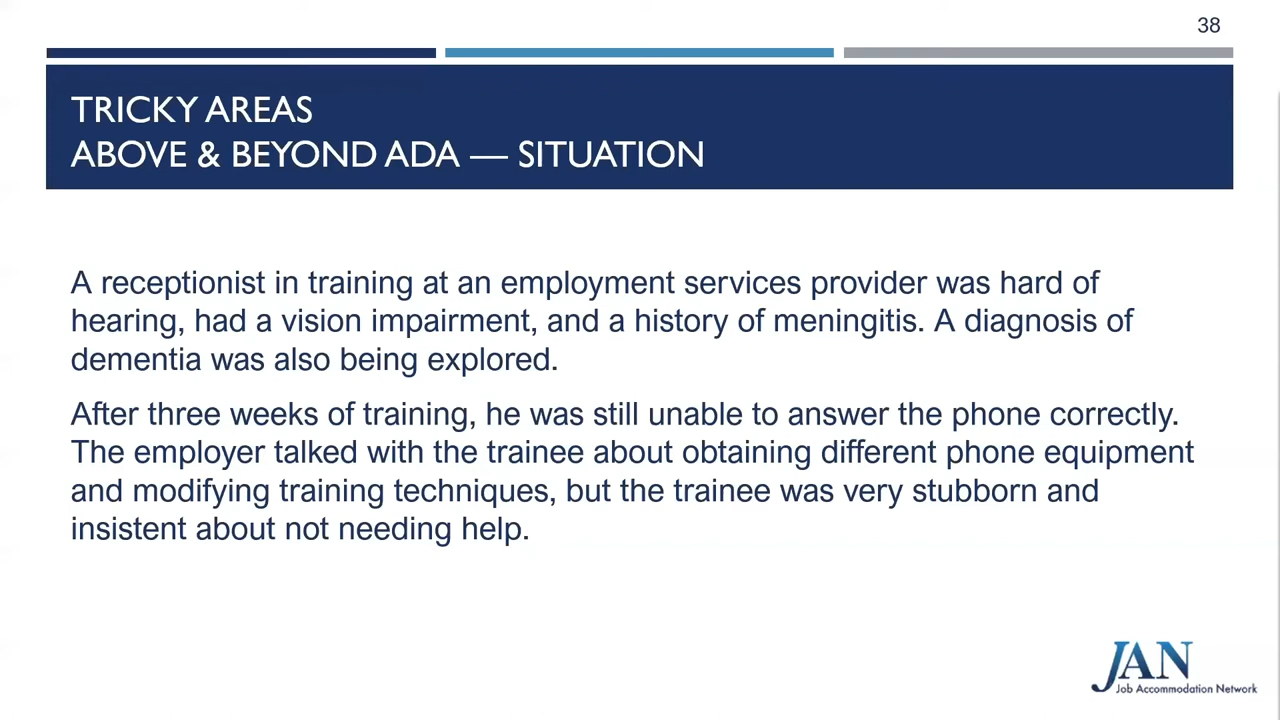 38
TRICKY AREAS
ABOVE & BEYOND ADA — SITUATION
A receptionist in training at an employment services provider was hard of
hearing, had a vision impairment, and a history of meningitis. A diagnosis of
dementia was also being explored.
After three weeks of training, he was still unable to answer the phone correctly.
The employer talked with the trainee about obtaining different phone equipment
and modifying training techniques, but the trainee was very stubborn and
insistent about not needing help.
JAN
Job Accommodation Network